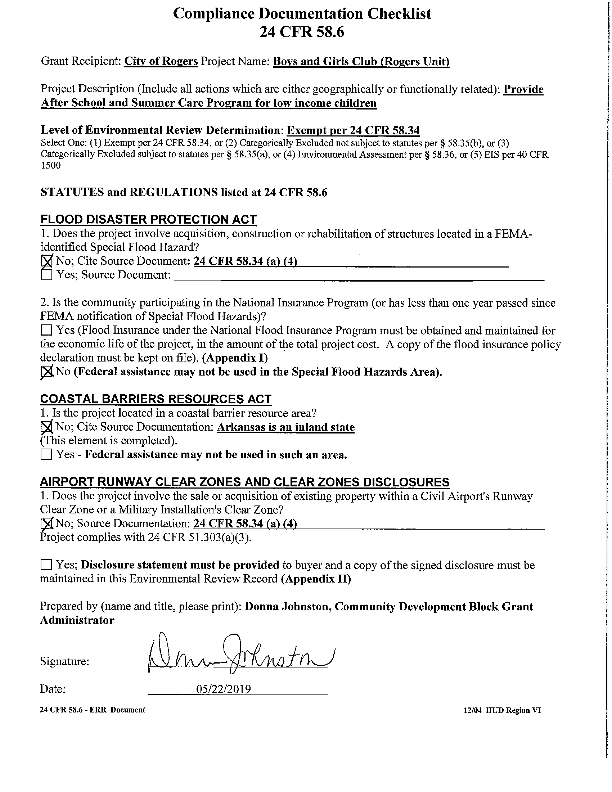 Compliance Documentation Checklist
24 CFR 58.6
Grant Recipient: City of Rogers Project Name: Boys and Girls Club (Rogers Unit)
Project Description (Include all actions which are either geographically or functionally related): Provide
After School and Summer Care Program for low income children
Level of Environmental Review Determination: Exempt per 24 CFR 58.34
Select One: (1) Exempt per 24 CFR 58.34, or (2) Categorically Excluded not subject to statutes per § 58.35(b), or (3)
Categorically Excluded subject to statutes per § 58.35(a), or (4) Environmental Assessment per § 58.36, or (5) EIS per 40 CFR
1500
STATUTES and REGULATIONS listed at 24 CFR 58.6
FLOOD DISASTER PROTECTION ACT
1. Does the project involve acquisition, construction or rehabilitation of structures located in a FEMA-
identified Special Flood Hazard?
No; Cite Source Document: 24 CFR 58.34 (a) (4)
Yes; Source Document:
2. Is the community participating in the National Insurance Program (or has less than one year passed since
FEMA notification of Special Flood Hazards)?
Yes (Flood Insurance under the National Flood Insurance Program must be obtained and maintained for
the economic life of the project, in the amount of the total project cost. A copy of the flood insurance policy
declaration must be kept on file). (Appendix I)
No (Federal assistance may not be used in the Special Flood Hazards Area).
COASTAL BARRIERS RESOURCES ACT
1. Is the project located in a coastal barrier resource area?
No; Cite Source Documentation: Arkansas is an inland state
(This element is completed).
Yes - Federal assistance may not be used in such an area.
AIRPORT RUNWAY CLEAR ZONES AND CLEAR ZONES DISCLOSURES
1. Does the project involve the sale or acquisition of existing property within a Civil Airport's Runway
Clear Zone or a Military Installation's Clear Zone?
No; Source Documentation: 24 CFR 58.34 (a) (4)
Project complies with 24 CFR 51.303(a)(3).
Yes; Disclosure statement must be provided to buyer and a copy of the signed disclosure must be
maintained in this Environmental Review Record (Appendix II)
Prepared by (name and title, please print): Donna Johnston, Community Development Block Grant
Administrator
Signature: Donna Johnston
Date: 05/22/2019
24 CFR 58.6 - ERR Document 12/04 HUD Region VI